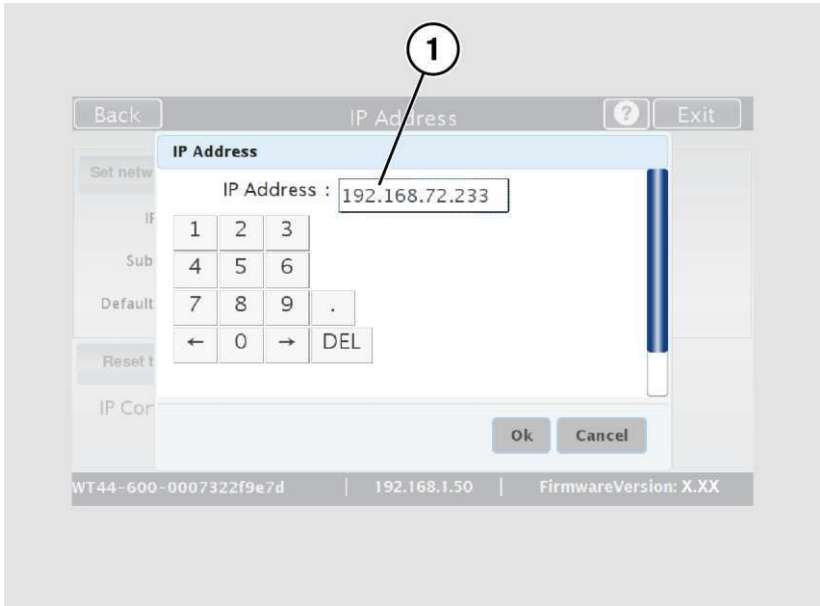 1
Back IP Address ? Exit
IP Address
Set netw
IP Address : 192.168.72.233
IP
1 2 3
Sub 4 5 6
Default 7 8 9 .
← 0 → DEL
Reset t
IP Con
Ok Cancel
WT44-600-0007322f9e7d | 192.168.1.50 | FirmwareVersion: X.XX